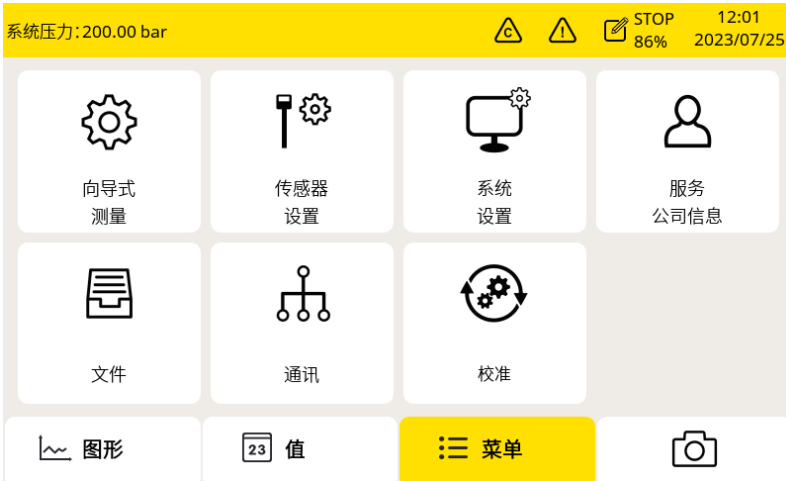 系统压力:200.00 bar
C
!
STOP
86%
12:01
2023/07/25
向导式
测量
传感器
设置
系统
设置
服务
公司信息
文件
通讯
校准
图形
23
值
菜单